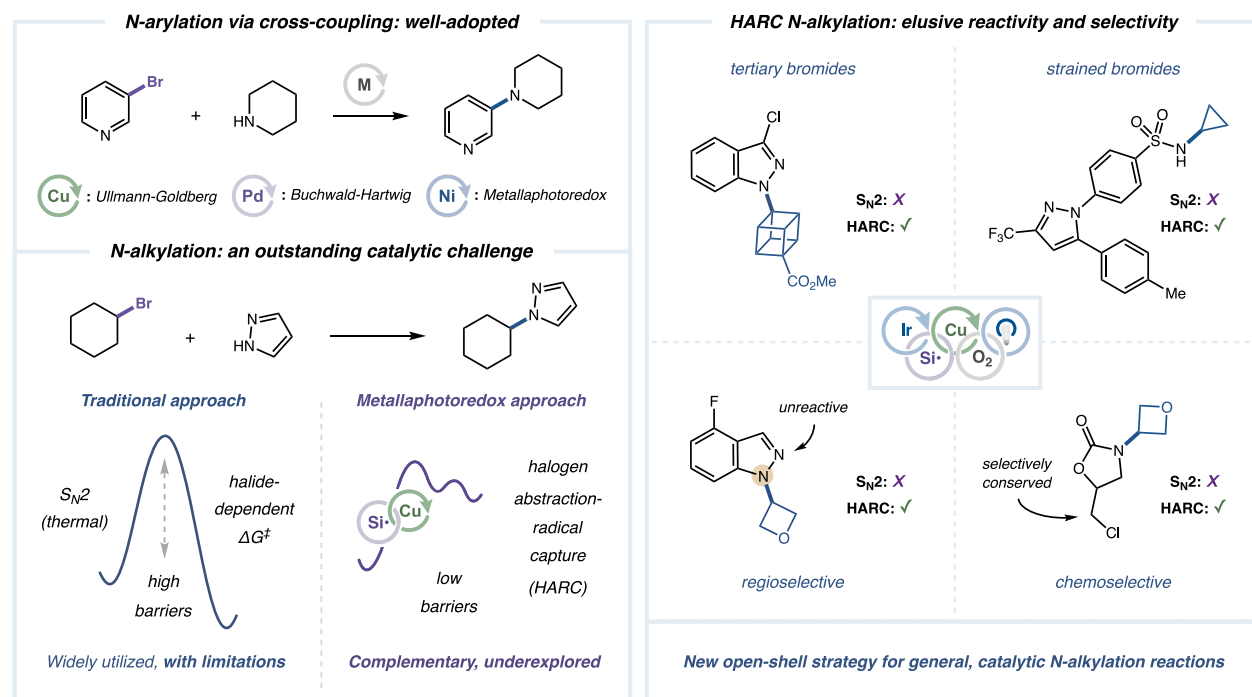 N-arylation via cross-coupling: well-adopted
Br
N
+
HN
M
N
N
Cu : Ullmann-Goldberg
Pd : Buchwald-Hartwig
Ni : Metallaphotoredox
N-alkylation: an outstanding catalytic challenge
Br
+
N
HN
N
N
Traditional approach
Metallaphotoredox approach
SN2
(thermal)
halide-
dependent
ΔG‡
high
barriers
Si•
Cu
low
barriers
halogen
abstraction-
radical
capture
(HARC)
Widely utilized, with limitations
Complementary, underexplored
HARC N-alkylation: elusive reactivity and selectivity
tertiary bromides
Cl
N
N
CO2Me
SN2: X
HARC: ✓
strained bromides
O
O
S
N
H
N
N
F3C
Me
SN2: X
HARC: ✓
Ir
Cu
Si•
O2
F
unreactive
N
N
O
SN2: X
HARC: ✓
regioselective
O
O
N
O
selectively
conserved
Cl
SN2: X
HARC: ✓
chemoselective
New open-shell strategy for general, catalytic N-alkylation reactions